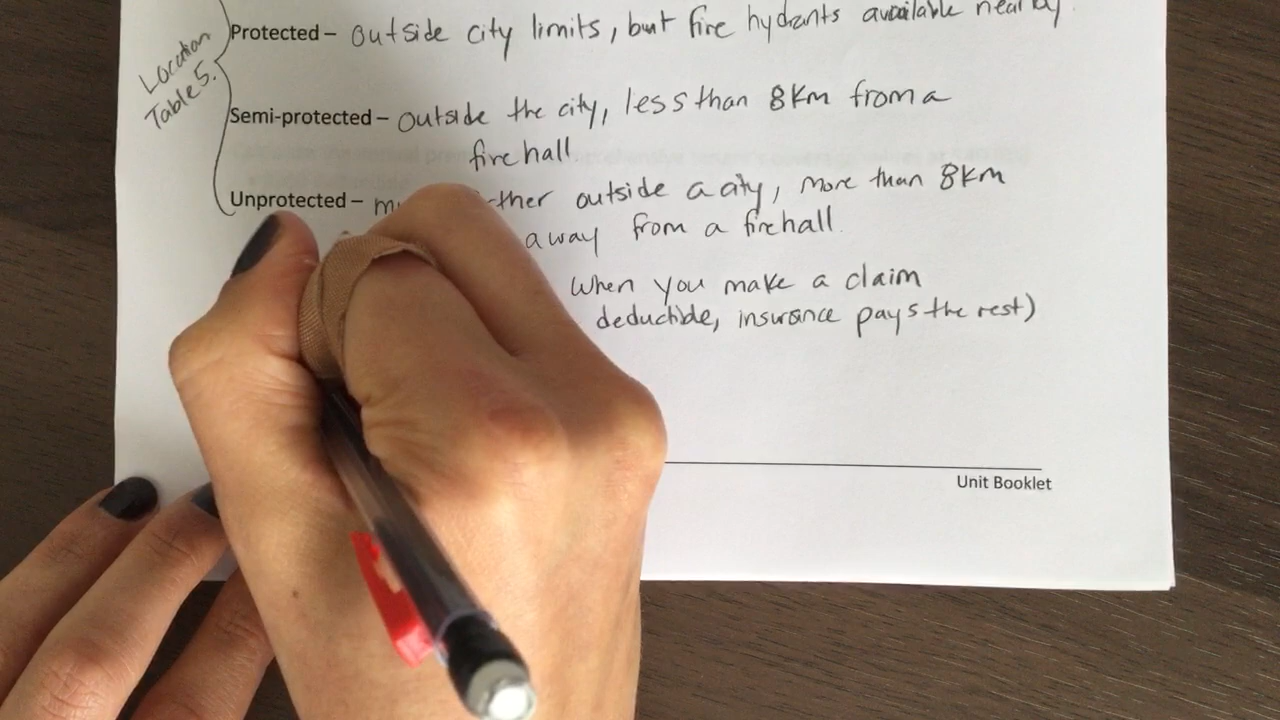 Protected – outside city limits, but fire hydrants available nearby
Location
Table 5.
Semi-protected – outside the city, less than 8km from a
firehall
Unprotected – outside a city, more than 8km
away from a firehall.
When you make a claim
deductible, insurance pays the rest)
Unit Booklet